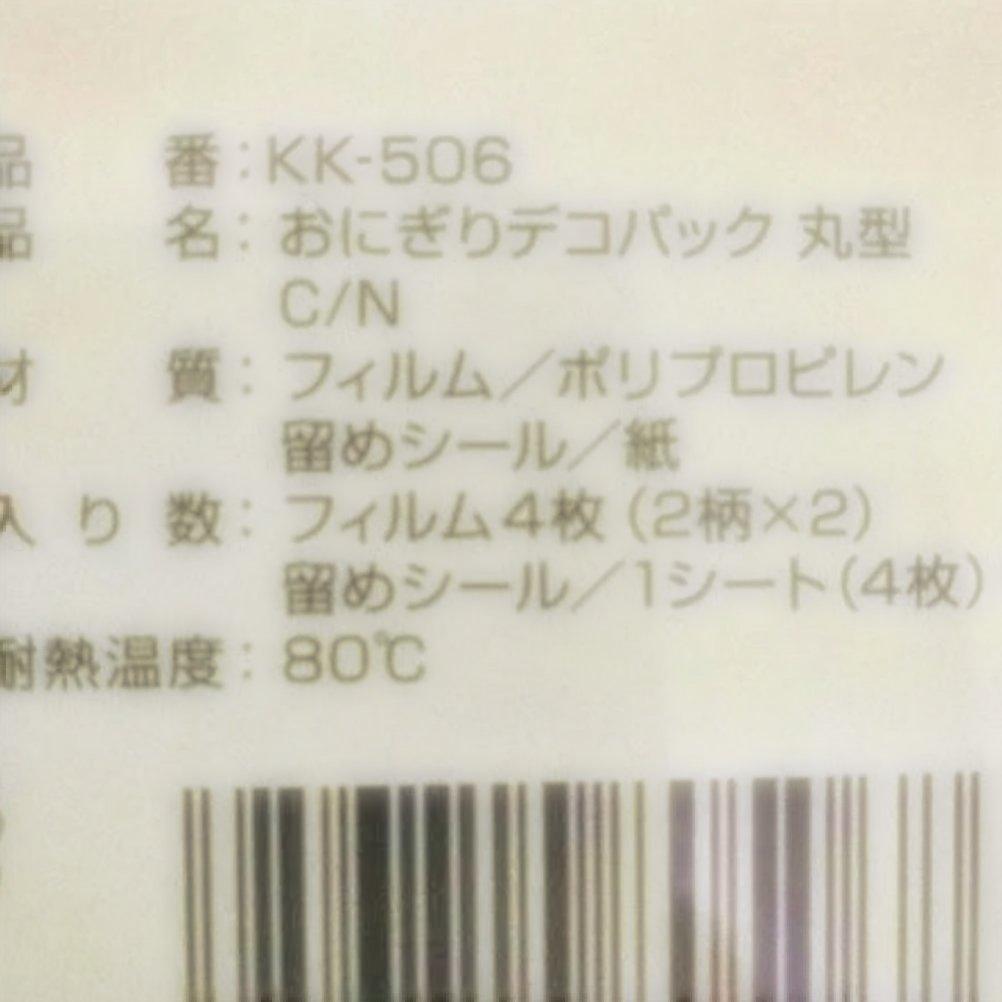 品 番：KK-506
品 名：おにぎりデコパック 丸型
C/N
材 質：フィルム／ポリプロピレン
留めシール／紙
入り数：フィルム4枚（2柄×2）
留めシール／1シート（4枚）
耐熱温度：80℃